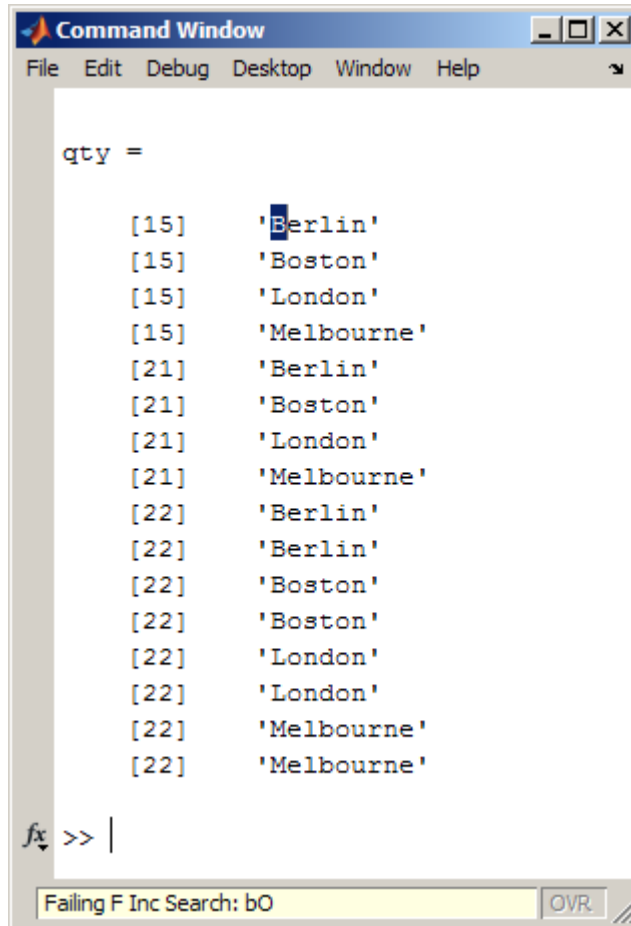 Command Window
File Edit Debug Desktop Window Help
qty =
[15] 'Berlin'
[15] 'Boston'
[15] 'London'
[15] 'Melbourne'
[21] 'Berlin'
[21] 'Boston'
[21] 'London'
[21] 'Melbourne'
[22] 'Berlin'
[22] 'Berlin'
[22] 'Boston'
[22] 'Boston'
[22] 'London'
[22] 'London'
[22] 'Melbourne'
[22] 'Melbourne'
fx >>
Failing F Inc Search: bO OVR